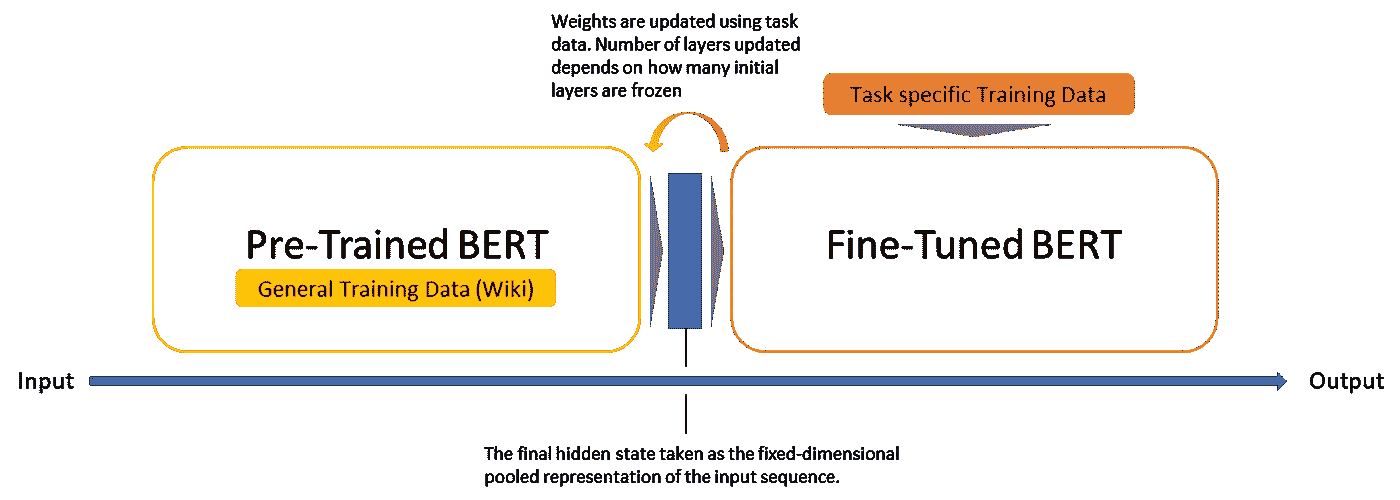 Weights are updated using task
data. Number of layers updated
depends on how many initial
layers are frozen
Task specific Training Data
Pre-Trained BERT
General Training Data (Wiki)
Fine-Tuned BERT
Input
Output
The final hidden state taken as the fixed-dimensional
pooled representation of the input sequence.